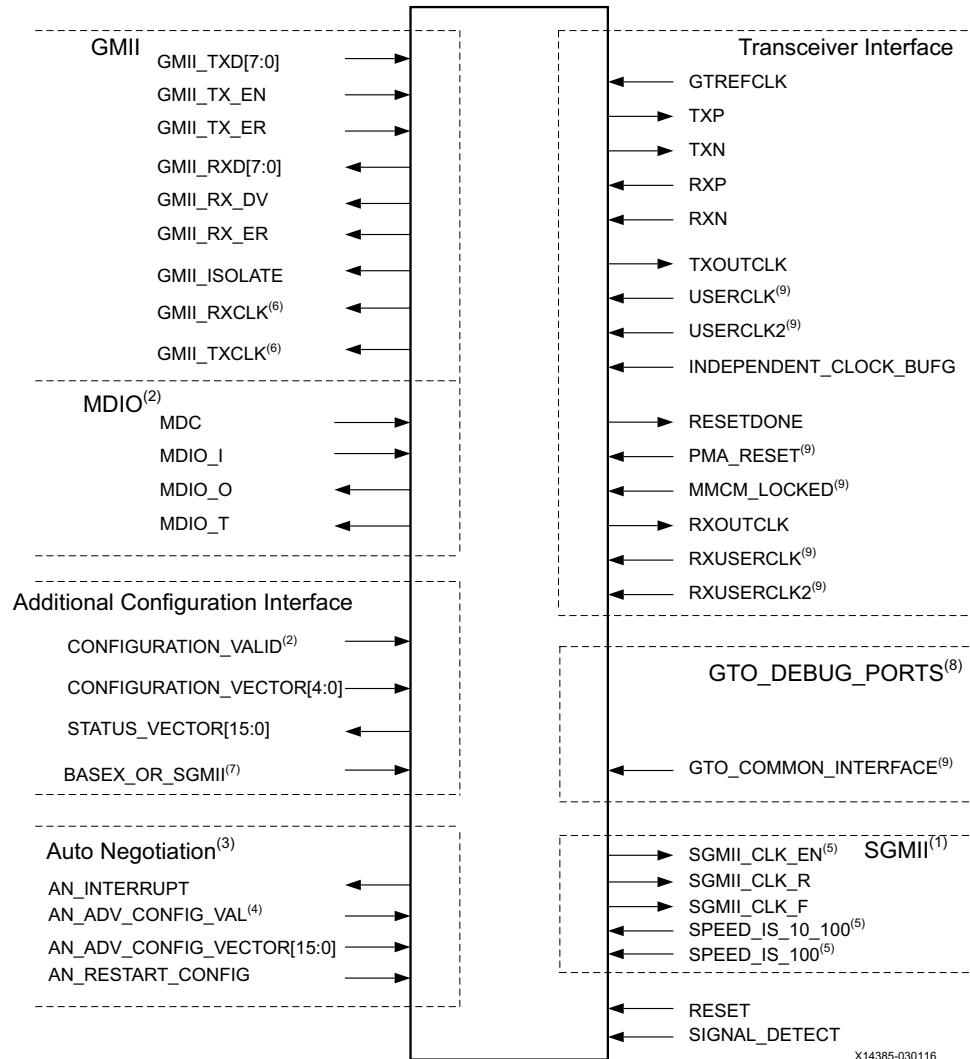 GMII
GMII_TXD[7:0]
GMII_TX_EN
GMII_TX_ER
GMII_RXD[7:0]
GMII_RX_DV
GMII_RX_ER
GMII_ISOLATE
GMII_RXCLK(6)
GMII_TXCLK(6)
MDIO(2)
MDC
MDIO_I
MDIO_O
MDIO_T
Additional Configuration Interface
CONFIGURATION_VALID(2)
CONFIGURATION_VECTOR[4:0]
STATUS_VECTOR[15:0]
BASEX_OR_SGMII(7)
Auto Negotiation(3)
AN_INTERRUPT
AN_ADV_CONFIG_VAL(4)
AN_ADV_CONFIG_VECTOR[15:0]
AN_RESTART_CONFIG
Transceiver Interface
GTREFCLK
TXP
TXN
RXP
RXN
TXOUTCLK
USERCLK(9)
USERCLK2(9)
INDEPENDENT_CLOCK_BUFG
RESETDONE
PMA_RESET(9)
MMCM_LOCKED(9)
RXOUTCLK
RXUSERCLK(9)
RXUSERCLK2(9)
GTO_DEBUG_PORTS(8)
GTO_COMMON_INTERFACE(9)
SGMII(1)
SGMII_CLK_EN(5)
SGMII_CLK_R
SGMII_CLK_F
SPEED_IS_10_100(5)
SPEED_IS_100(5)
RESET
SIGNAL_DETECT
X14385-030116